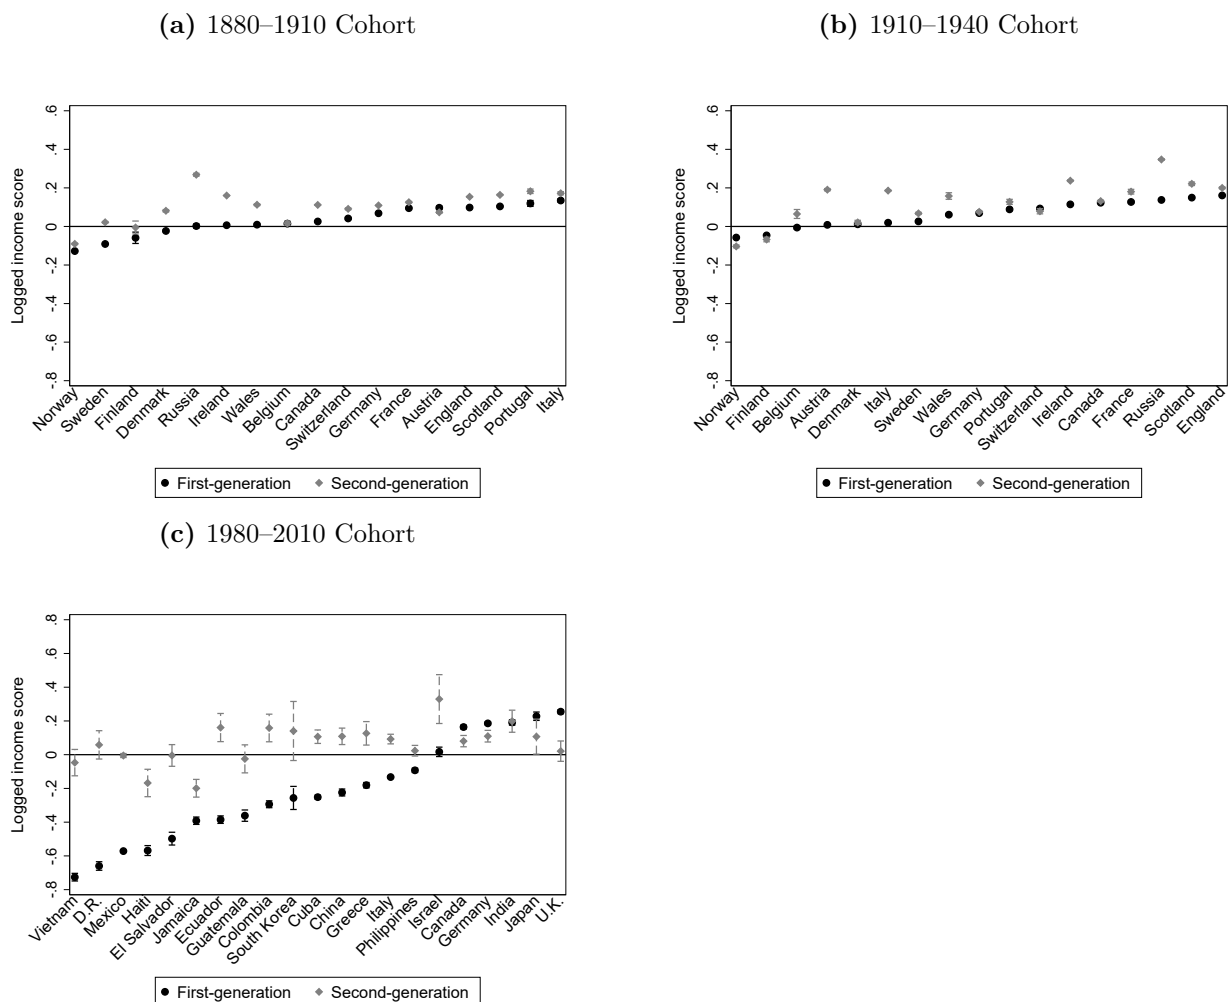 (a) 1880–1910 Cohort
Logged income score
.6
.4
.2
0
-.2
-.4
-.6
-.8
Norway
Sweden
Finland
Denmark
Russia
Ireland
Wales
Belgium
Canada
Switzerland
Germany
France
Austria
England
Scotland
Portugal
Italy
First-generation Second-generation
(b) 1910–1940 Cohort
Logged income score
.6
.4
.2
0
-.2
-.4
-.6
-.8
Norway
Finland
Belgium
Austria
Denmark
Italy
Sweden
Wales
Germany
Portugal
Switzerland
Ireland
Canada
France
Russia
Scotland
England
First-generation Second-generation
(c) 1980–2010 Cohort
Logged income score
.8
.6
.4
.2
0
-.2
-.4
-.6
-.8
Vietnam
D.R.
Mexico
Haiti
El Salvador
Jamaica
Ecuador
Guatemala
Colombia
South Korea
Cuba
China
Greece
Italy
Philippines
Israel
Canada
Germany
India
Japan
U.K.
First-generation Second-generation